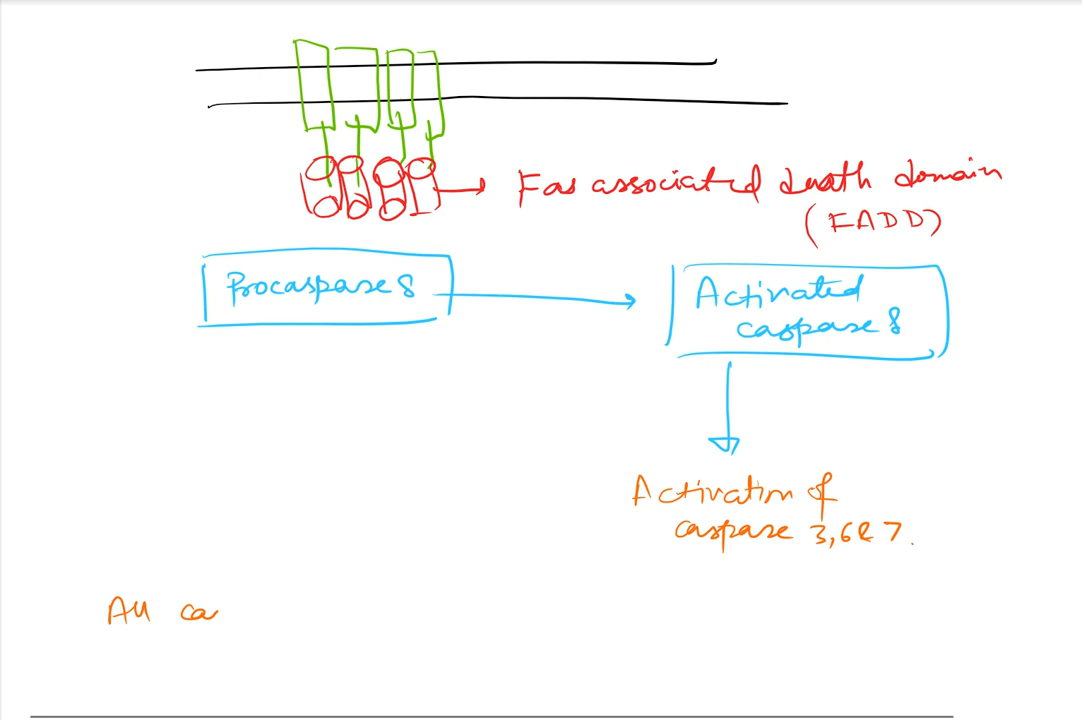 Fas associated death domain
(FADD)
Procaspase 8
Activated
caspase 8
Activation of
caspase 3,6 & 7.
All ca